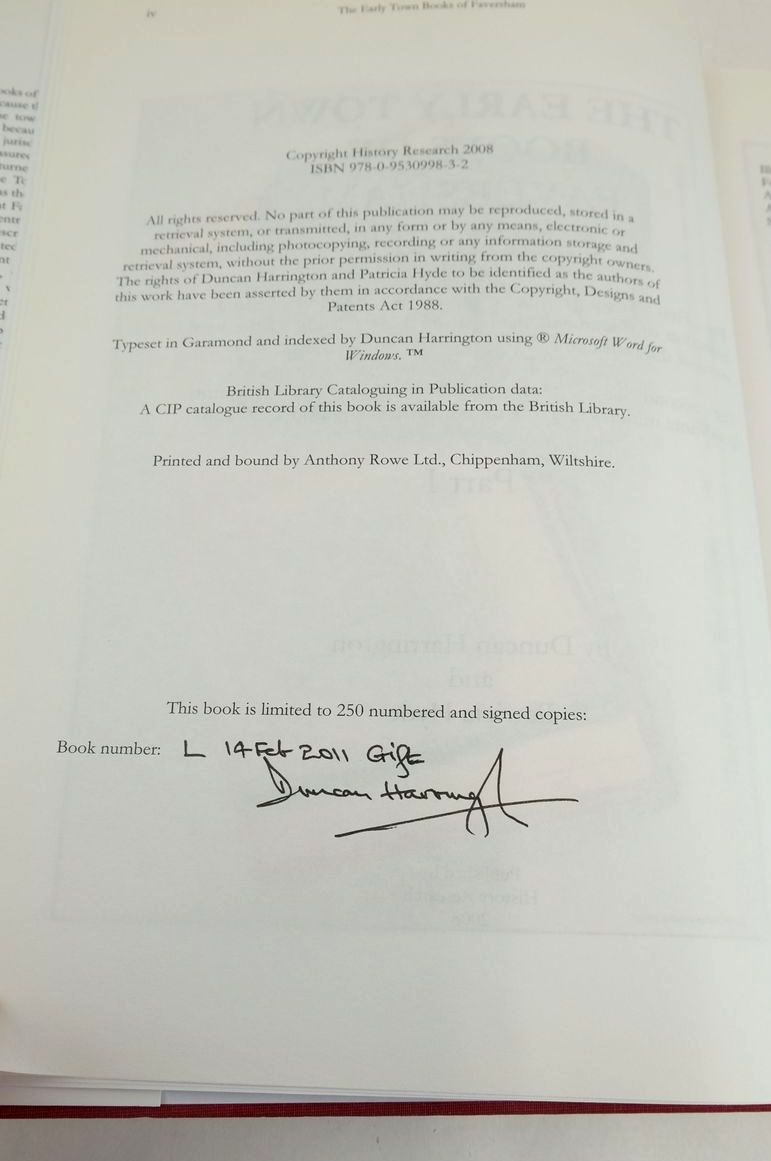 iv
The Early Town Books of Faversham
Copyright History Research 2008
ISBN 978-0-9530998-3-2
All rights reserved. No part of this publication may be reproduced, stored in a
retrieval system, or transmitted, in any form or by any means, electronic or
mechanical, including photocopying, recording or any information storage and
retrieval system, without the prior permission in writing from the copyright owners.
The rights of Duncan Harrington and Patricia Hyde to be identified as the authors of
this work have been asserted by them in accordance with the Copyright, Designs and
Patents Act 1988.
Typeset in Garamond and indexed by Duncan Harrington using ® Microsoft Word for
Windows. ™
British Library Cataloguing in Publication data:
A CIP catalogue record of this book is available from the British Library.
Printed and bound by Anthony Rowe Ltd., Chippenham, Wiltshire.
This book is limited to 250 numbered and signed copies:
Book number: L 14 Feb 2011 Gift
Duncan Harringt